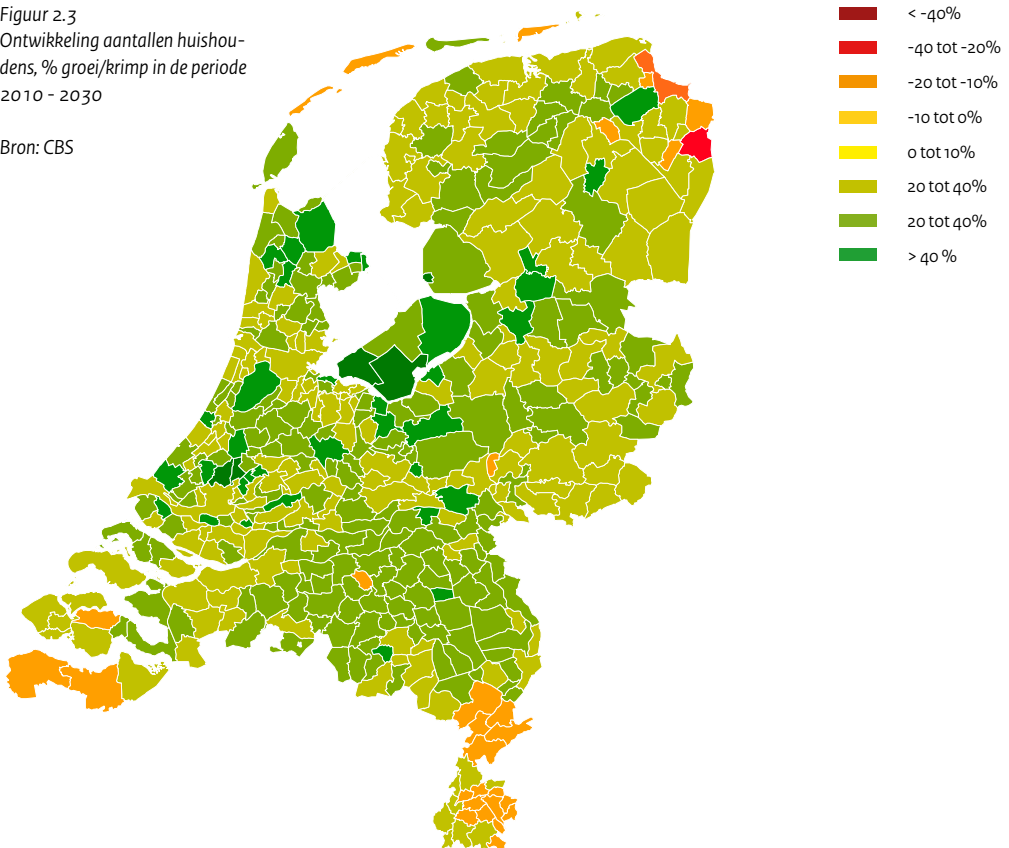 Figuur 2.3
Ontwikkeling aantallen huishou-
dens, % groei/krimp in de periode
2010 - 2030
Bron: CBS
< -40%
-40 tot -20%
-20 tot -10%
-10 tot 0%
0 tot 10%
20 tot 40%
20 tot 40%
> 40 %